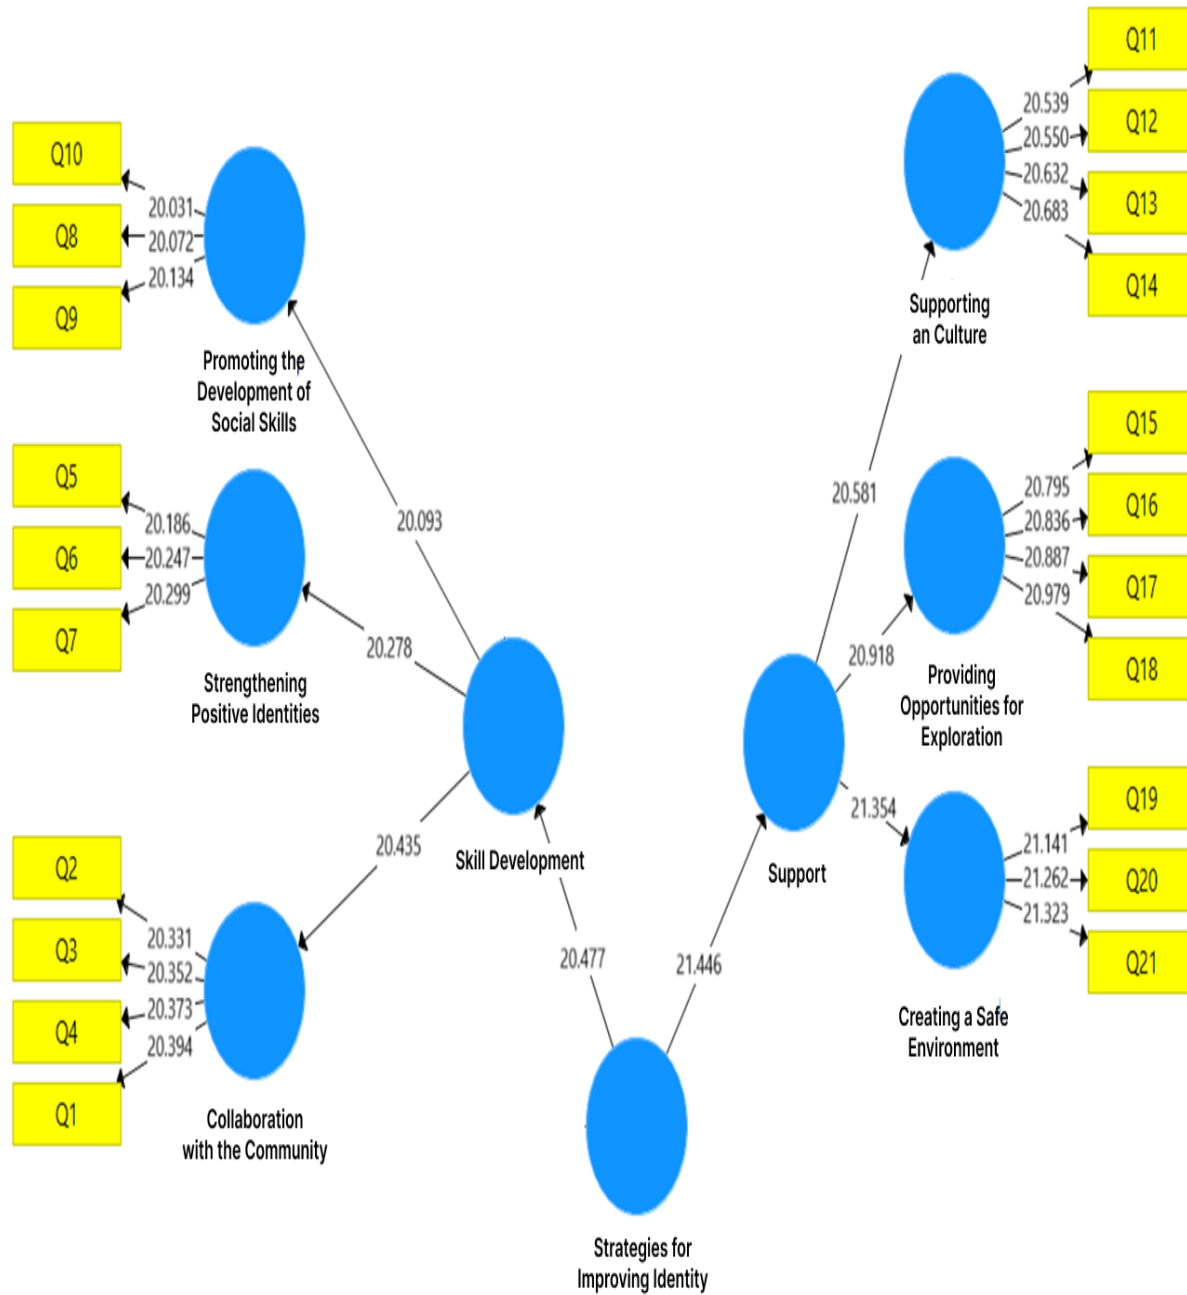 Q11
20.539
Q12
20.550
20.632
Q13
20.683
Q14
Supporting
an Culture
Q10
20.031
Q8
20.072
20.134
Q9
Promoting the
Development of
Social Skills
Q5
20.186
Q6
20.247
20.299
Q7
Strengthening
Positive Identities
20.093
20.278
20.435
Skill Development
Q2
20.331
Q3
20.352
20.373
Q4
20.394
Q1
Collaboration
with the Community
20.581
20.918
21.354
Support
Q15
20.795
Q16
20.836
20.887
Q17
20.979
Q18
Providing
Opportunities for
Exploration
Q19
21.141
21.262
Q20
21.323
Q21
Creating a Safe
Environment
20.477
21.446
Strategies for
Improving Identity